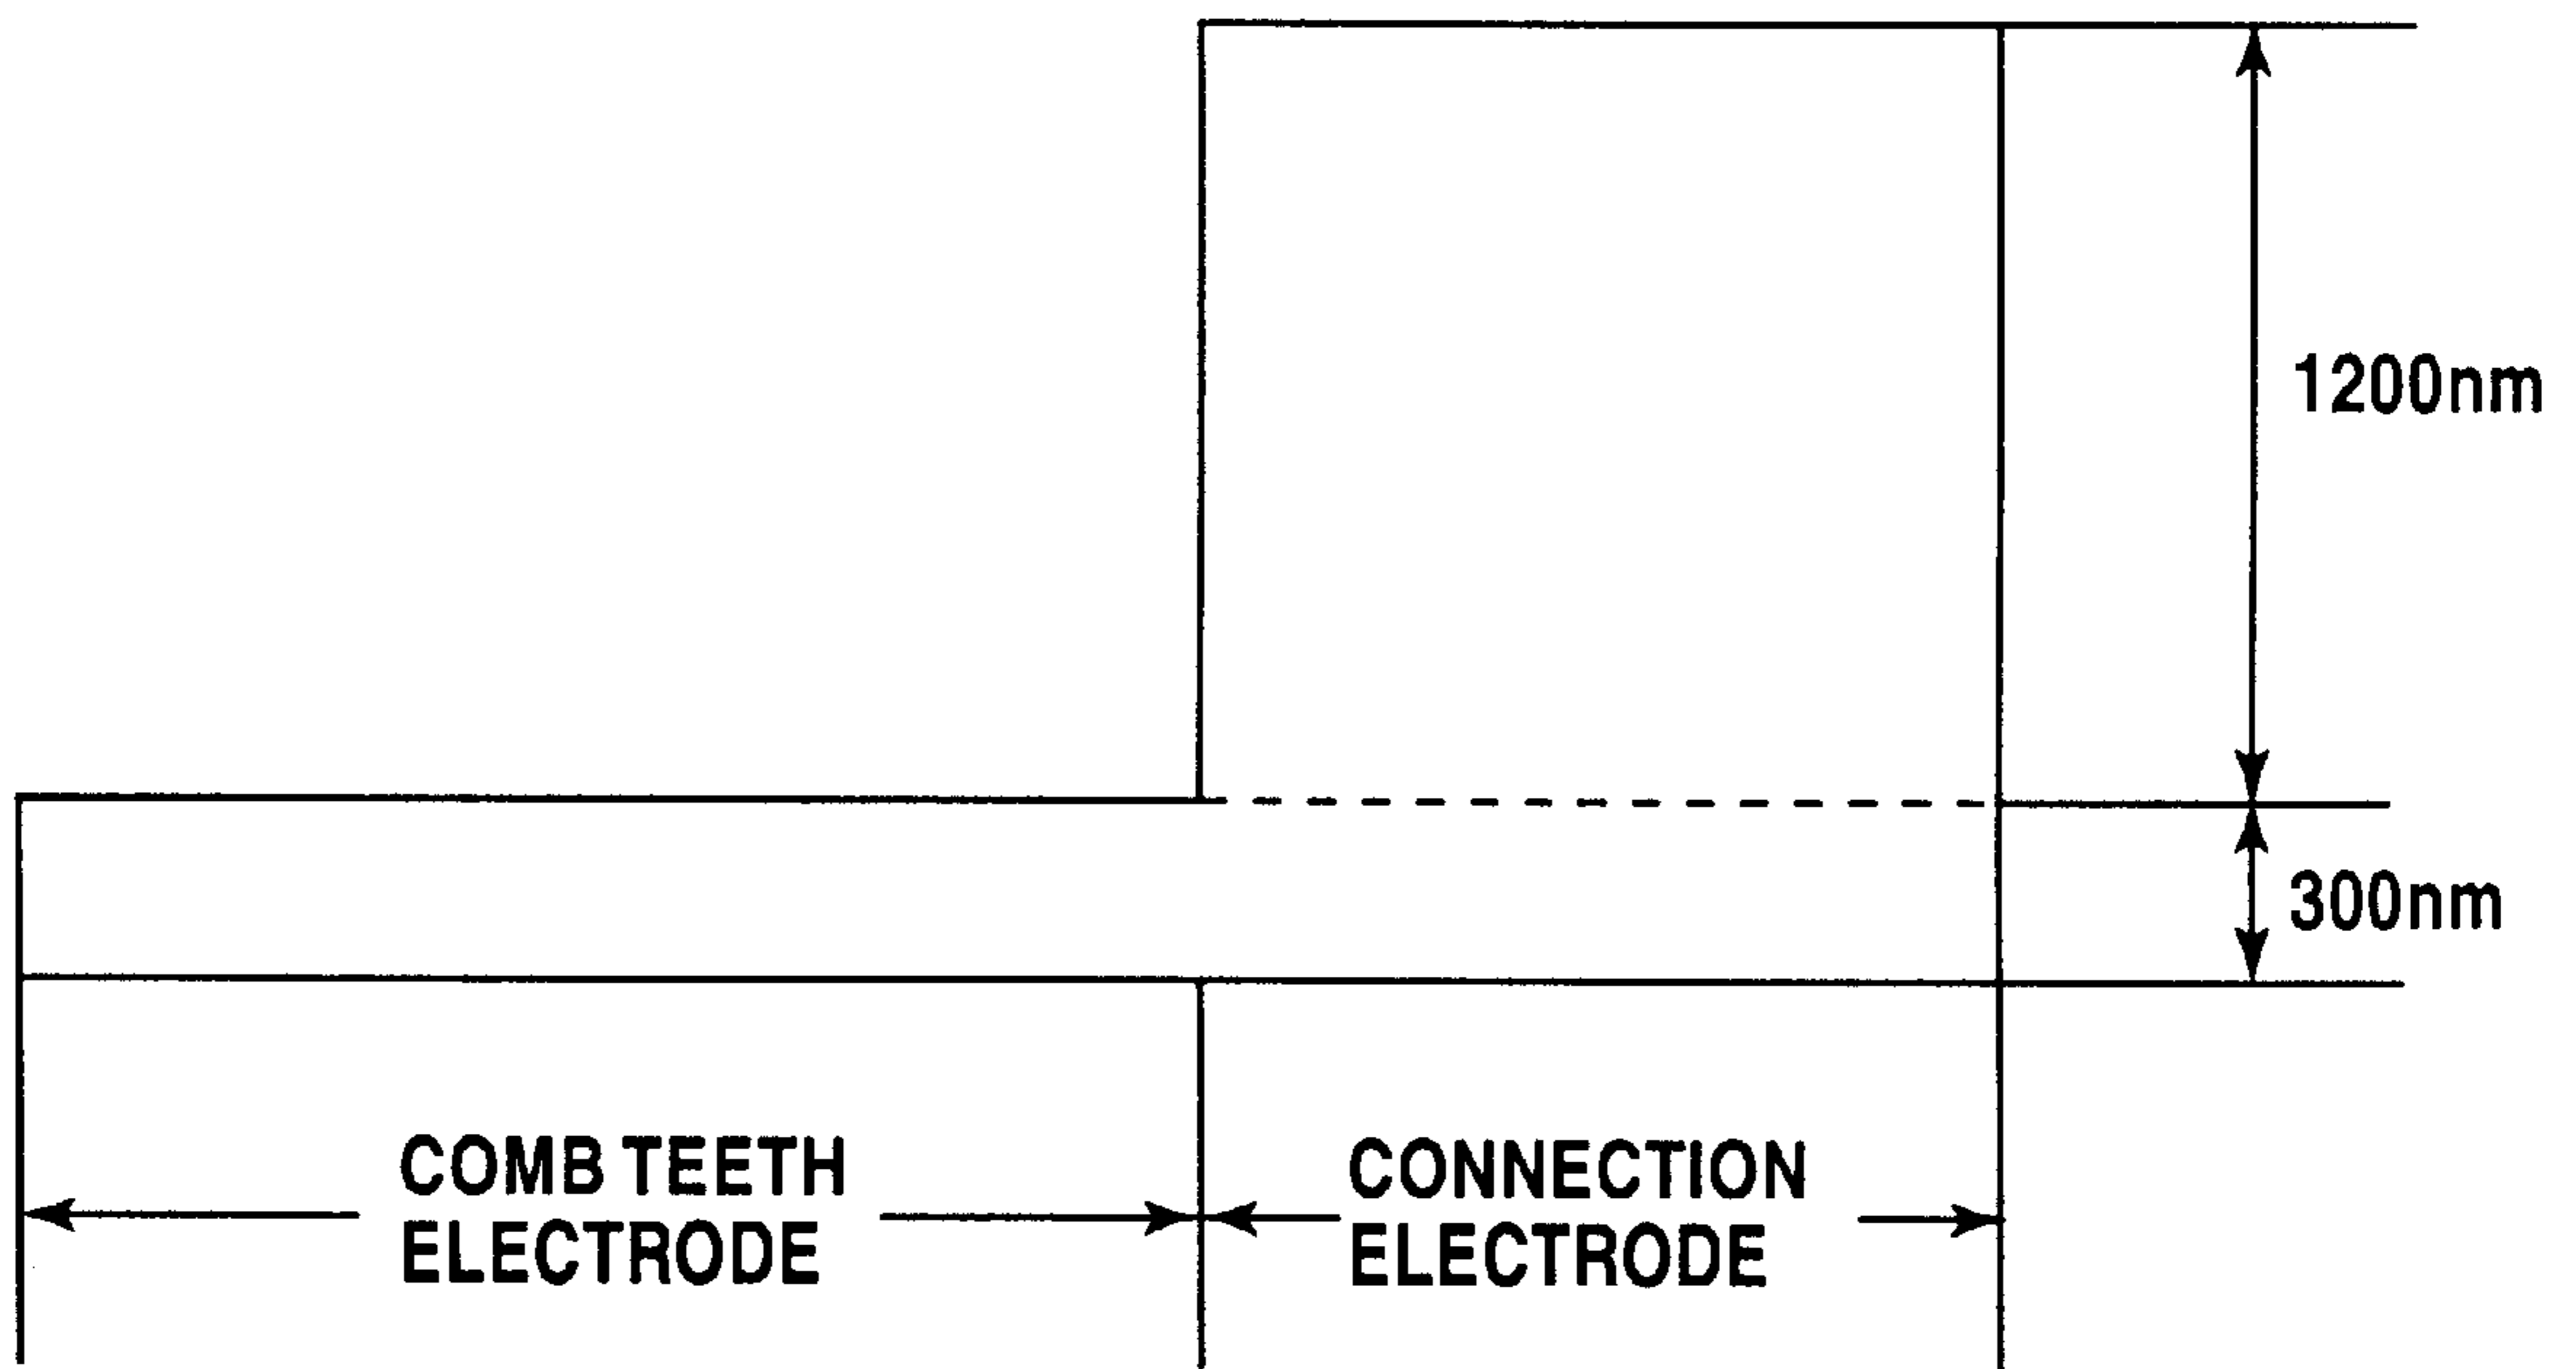 1200nm
300nm
COMB TEETH
ELECTRODE
CONNECTION
ELECTRODE